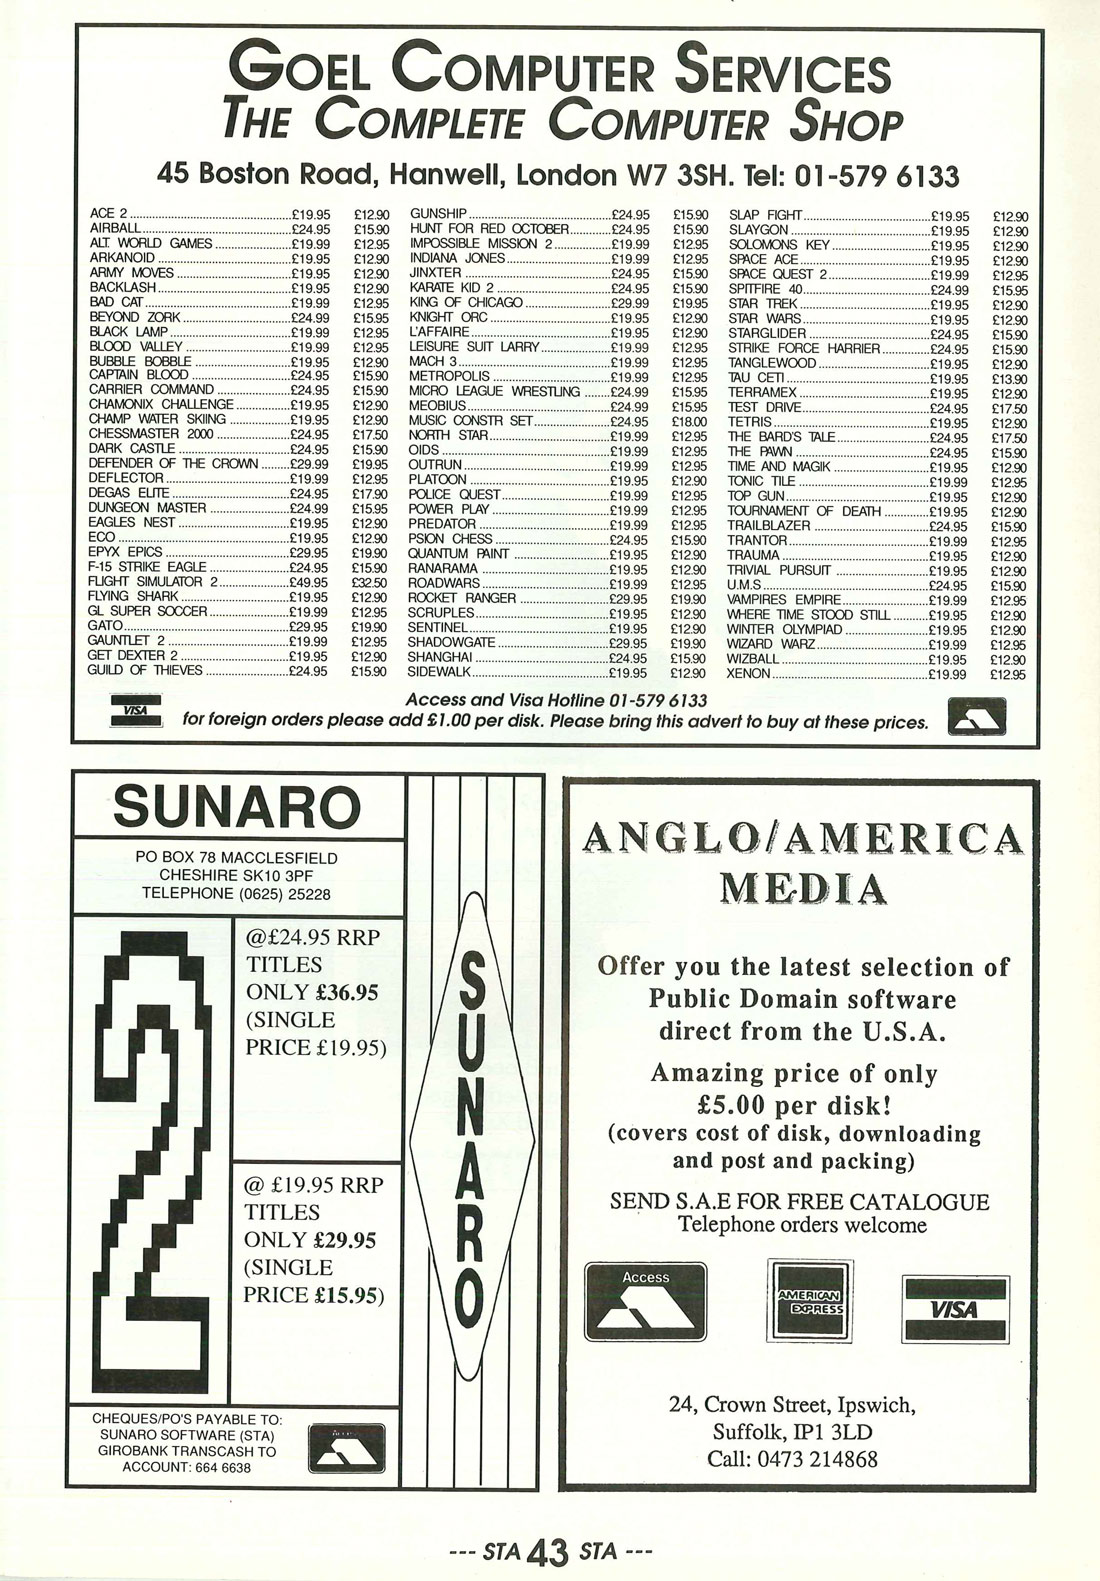 GOEL COMPUTER SERVICES
THE COMPLETE COMPUTER SHOP
45 Boston Road, Hanwell, London W7 3SH. Tel: 01-579 6133
ACE 2 £19.95 £12.90
AIRBALL £24.95 £15.90
ALT. WORLD GAMES £19.99 £12.95
ARKANOID £19.95 £12.90
ARMY MOVES £19.95 £12.90
BACKLASH £19.95 £12.90
BAD CAT £19.99 £12.95
BEYOND ZORK £24.99 £15.95
BLACK LAMP £19.99 £12.95
BLOOD VALLEY £19.99 £12.95
BUBBLE BOBBLE £19.95 £12.90
CAPTAIN BLOOD £24.95 £15.90
CARRIER COMMAND £24.95 £15.90
CHAMONIX CHALLENGE £19.95 £12.90
CHAMP WATER SKIING £19.95 £12.90
CHESSMASTER 2000 £24.95 £17.50
DARK CASTLE £24.95 £15.90
DEFENDER OF THE CROWN £29.99 £19.95
DEFLECTOR £19.99 £12.95
DEGAS ELITE £24.95 £17.90
DUNGEON MASTER £24.99 £15.95
EAGLES NEST £19.95 £12.90
ECO £19.95 £12.90
EPYX EPICS £29.95 £19.90
F-15 STRIKE EAGLE £24.95 £15.90
FLIGHT SIMULATOR 2 £49.95 £32.50
FLYING SHARK £19.95 £12.90
GL SUPER SOCCER £19.99 £12.95
GATO £29.95 £19.90
GAUNTLET 2 £19.99 £12.95
GET DEXTER 2 £19.95 £12.90
GUILD OF THIEVES £24.95 £15.90
GUNSHIP £24.95 £15.90
HUNT FOR RED OCTOBER £24.95 £15.90
IMPOSSIBLE MISSION 2 £19.99 £12.95
INDIANA JONES £19.99 £12.95
JINXTER £24.95 £15.90
KARATE KID 2 £24.95 £12.90
KING OF CHICAGO £29.99 £19.95
KNIGHT ORC £19.95 £12.90
L'AFFAIRE £19.95 £12.90
LEISURE SUIT LARRY £19.99 £12.95
MACH 3 £19.99 £12.95
METROPOLIS £19.99 £12.95
MICRO LEAGUE WRESTLING £24.99 £15.95
MEOBIUS £24.99 £15.95
MUSIC CONSTR SET £24.95 £18.00
NORTH STAR £19.99 £12.95
OIDS £19.99 £12.95
OUTRUN £19.99 £12.95
PLATOON £19.99 £12.95
POLICE QUEST £19.99 £12.95
POWER PLAY £19.99 £12.95
PREDATOR £19.99 £12.95
PSION CHESS £24.95 £15.90
QUANTUM PAINT £19.95 £12.90
RANARAMA £19.95 £12.90
ROADWARS £19.99 £12.95
ROCKET RANGER £29.95 £19.90
SCRUPLES £19.95 £12.90
SENTINEL £19.95 £12.90
SHADOWGATE £29.95 £19.90
SHANGHAI £24.95 £15.90
SIDEWALK £19.95 £12.90
SLAP FIGHT £19.95 £12.90
SLAYGON £19.95 £12.90
SOLOMONS KEY £19.95 £12.90
SPACE ACE £19.95 £12.90
SPACE QUEST 2 £19.99 £12.95
SPITFIRE 40 £24.99 £15.95
STAR TREK £19.95 £12.90
STAR WARS £19.95 £12.90
STARGLIDER £24.95 £15.90
STRIKE FORCE HARRIER £24.95 £15.90
TANGLEWOOD £19.95 £12.90
TAU CETI £19.95 £13.90
TERRAMEX £19.95 £12.90
TEST DRIVE £24.95 £17.50
TETRIS £19.95 £12.90
THE BARD'S TALE £24.95 £17.50
THE PAWN £24.95 £15.90
TIME AND MAGIK £19.95 £12.90
TONIC TILE £19.99 £12.95
TOP GUN £19.95 £12.90
TOURNAMENT OF DEATH £19.95 £12.90
TRAILBLAZER £24.95 £15.90
TRANTOR £19.99 £12.95
TRAUMA £19.95 £12.90
TRIVIAL PURSUIT £19.95 £12.90
U.M.S £24.95 £15.90
VAMPIRES EMPIRE £19.99 £12.95
WHERE TIME STOOD STILL £19.95 £12.90
WINTER OLYMPIAD £19.95 £12.90
WIZARD WARZ £19.99 £12.95
WIZBALL £19.95 £12.90
XENON £19.99 £12.95
VISA
Access and Visa Hotline 01-579 6133
for foreign orders please add £1.00 per disk. Please bring this advert to buy at these prices.
SUNARO
PO BOX 78 MACCLESFIELD
CHESHIRE SK10 3PF
TELEPHONE (0625) 25228
2
@£24.95 RRP
TITLES
ONLY £36.95
(SINGLE
PRICE £19.95)
@ £19.95 RRP
TITLES
ONLY £29.95
(SINGLE
PRICE £15.95)
CHEQUES/PO'S PAYABLE TO:
SUNARO SOFTWARE (STA)
GIROBANK TRANSCASH TO
ACCOUNT: 664 6638
Access
SUNARO
ANGLO/AMERICA
MEDIA
Offer you the latest selection of
Public Domain software
direct from the U.S.A.
Amazing price of only
£5.00 per disk!
(covers cost of disk, downloading
and post and packing)
SEND S.A.E FOR FREE CATALOGUE
Telephone orders welcome
Access
AMERICAN
EXPRESS
VISA
24, Crown Street, Ipswich,
Suffolk, IP1 3LD
Call: 0473 214868
--- STA 43 STA ---